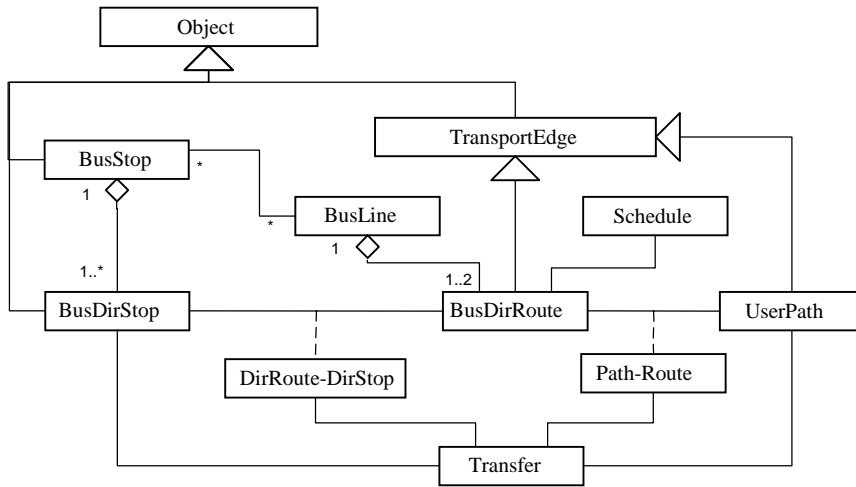 Object
TransportEdge
BusStop
1
*
*
BusLine
1
Schedule
1..*
1..2
BusDirStop
BusDirRoute
UserPath
DirRoute-DirStop
Path-Route
Transfer